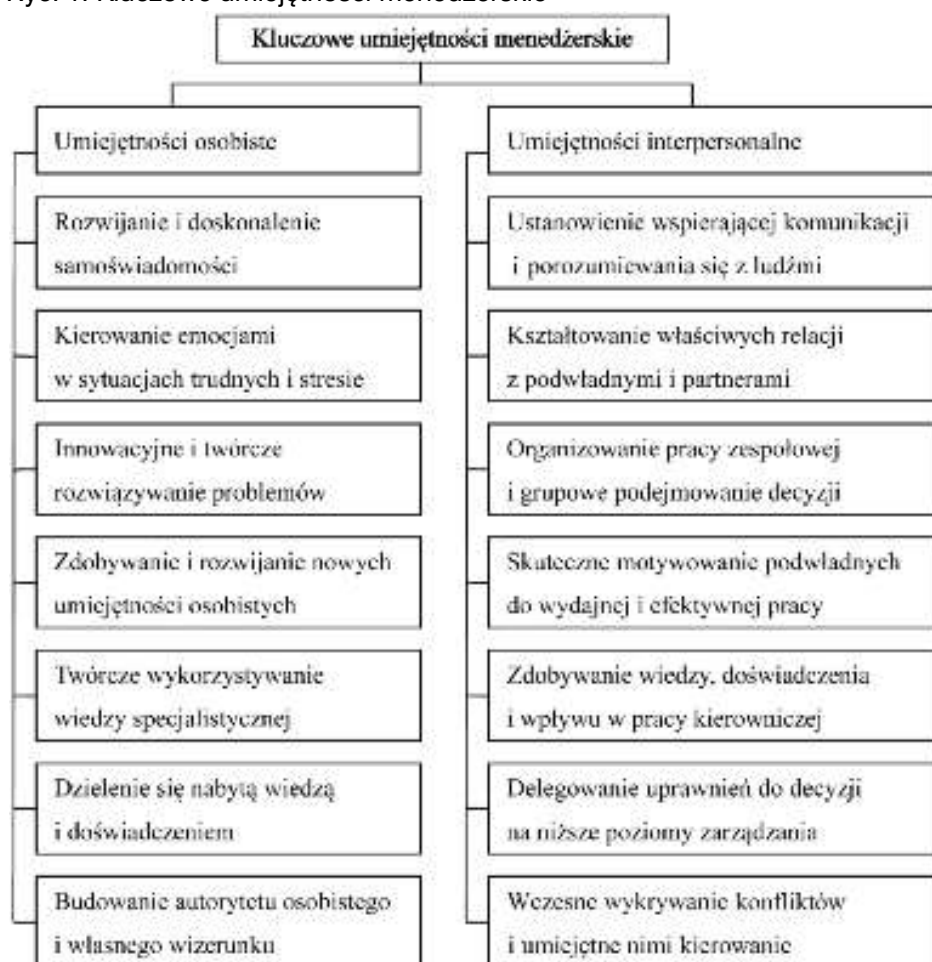 Kluczowe umiejętności menedżerskie
Umiejętności osobiste
Rozwijanie i doskonalenie
samoświadomości
Kierowanie emocjami
w sytuacjach trudnych i stresie
Innowacyjne i twórcze
rozwiązywanie problemów
Zdobywanie i rozwijanie nowych
umiejętności osobistych
Twórcze wykorzystywanie
wiedzy specjalistycznej
Dzielenie się nabytą wiedzą
i doświadczeniem
Budowanie autorytetu osobistego
i własnego wizerunku
Umiejętności interpersonalne
Ustanowienie wspierającej komunikacji
i porozumiewania się z ludźmi
Kształtowanie właściwych relacji
z podwładnymi i partnerami
Organizowanie pracy zespołowej
i grupowe podejmowanie decyzji
Skuteczne motywowanie podwładnych
do wydajnej i efektywnej pracy
Zdobywanie wiedzy, doświadczenia
i wpływu w pracy kierowniczej
Delegowanie uprawnień do decyzji
na niższe poziomy zarządzania
Wczesne wykrywanie konfliktów
i umiejętne nimi kierowanie